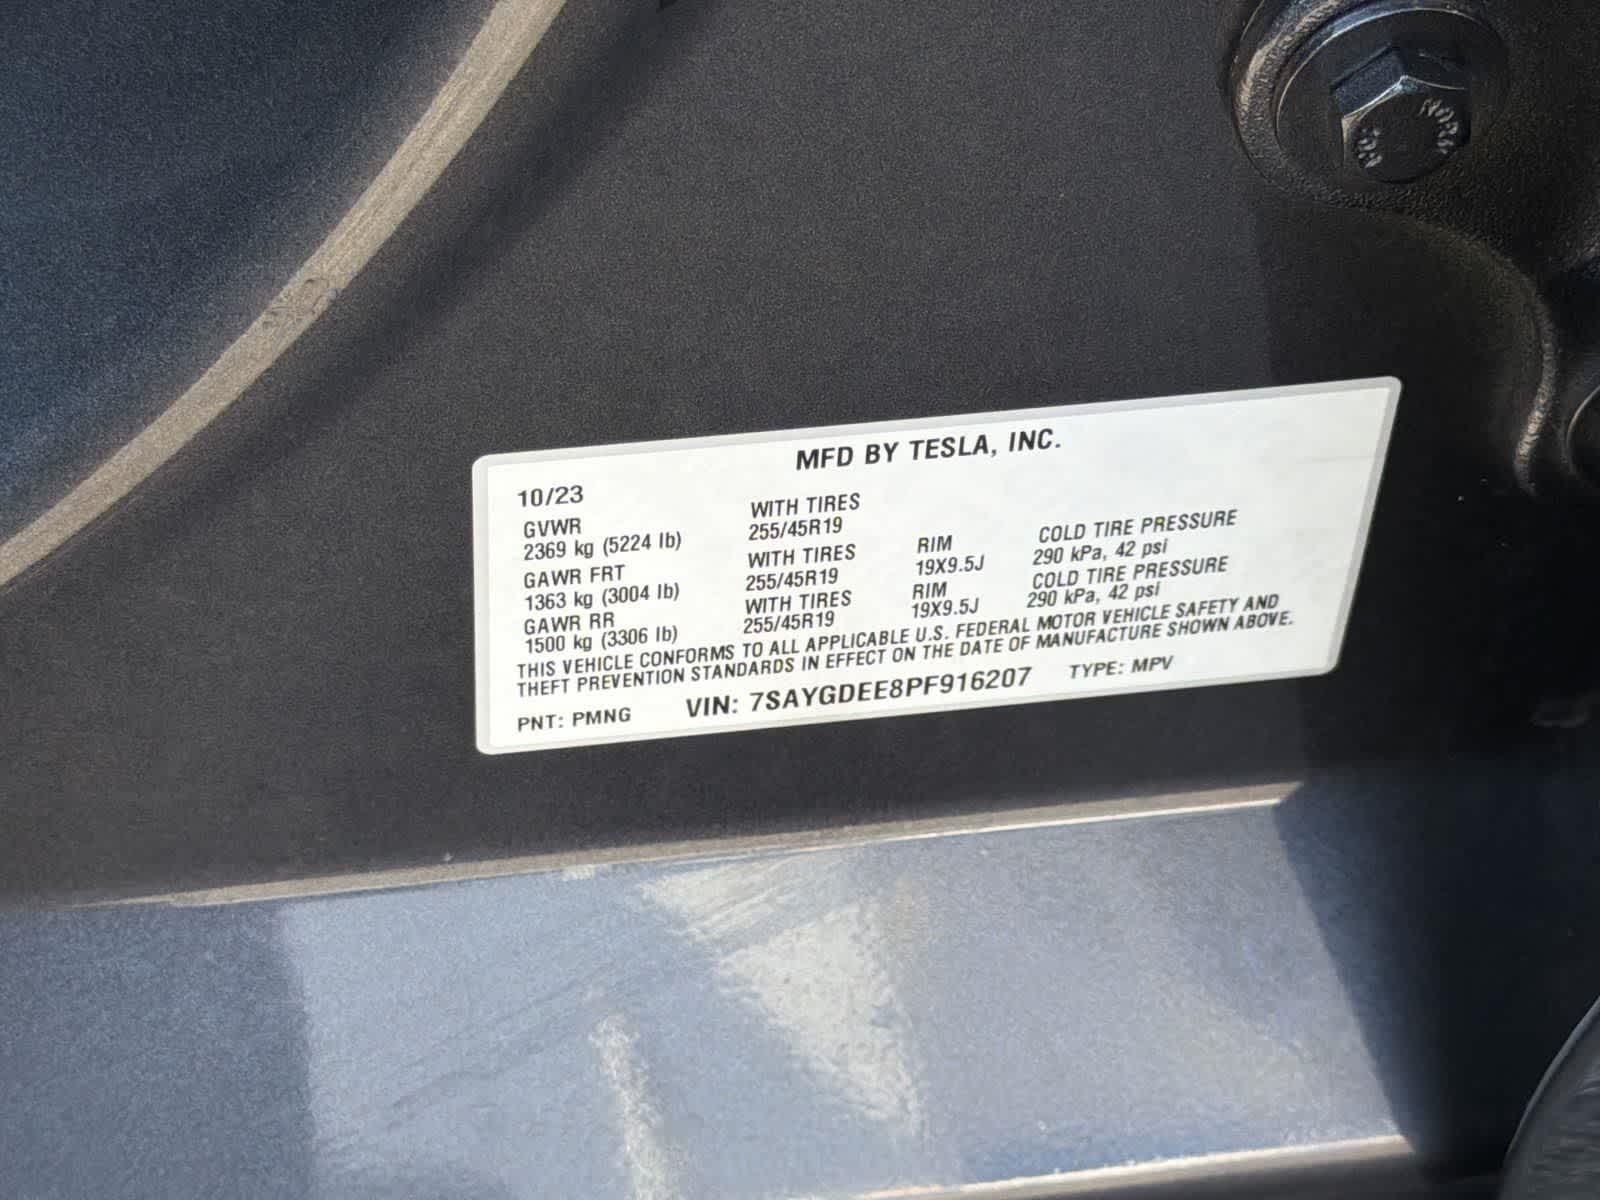 MFD BY TESLA, INC.
10/23
GVWR WITH TIRES
2369 kg (5224 lb) 255/45R19
GAWR FRT WITH TIRES RIM COLD TIRE PRESSURE
1363 kg (3004 lb) 255/45R19 19X9.5J 290 kPa, 42 psi
GAWR RR WITH TIRES RIM COLD TIRE PRESSURE
1500 kg (3306 lb) 255/45R19 19X9.5J 290 kPa, 42 psi
THIS VEHICLE CONFORMS TO ALL APPLICABLE U.S. FEDERAL MOTOR VEHICLE SAFETY AND
THEFT PREVENTION STANDARDS IN EFFECT ON THE DATE OF MANUFACTURE SHOWN ABOVE.
PNT: PMNG VIN: 7SAYGDEE8PF916207 TYPE: MPV